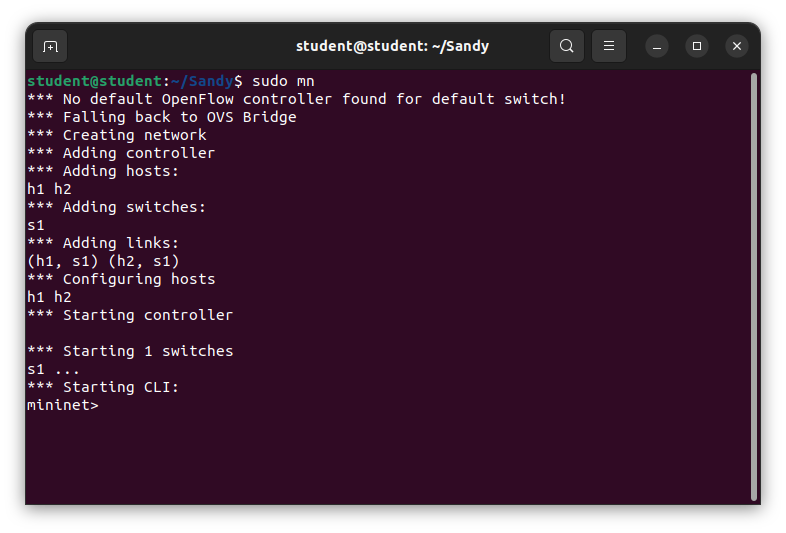 student@student: ~/Sandy
student@student:~/Sandy$ sudo mn
*** No default OpenFlow controller found for default switch!
*** Falling back to OVS Bridge
*** Creating network
*** Adding controller
*** Adding hosts:
h1 h2
*** Adding switches:
s1
*** Adding links:
(h1, s1) (h2, s1)
*** Configuring hosts
h1 h2
*** Starting controller

*** Starting 1 switches
s1 ...
*** Starting CLI:
mininet>